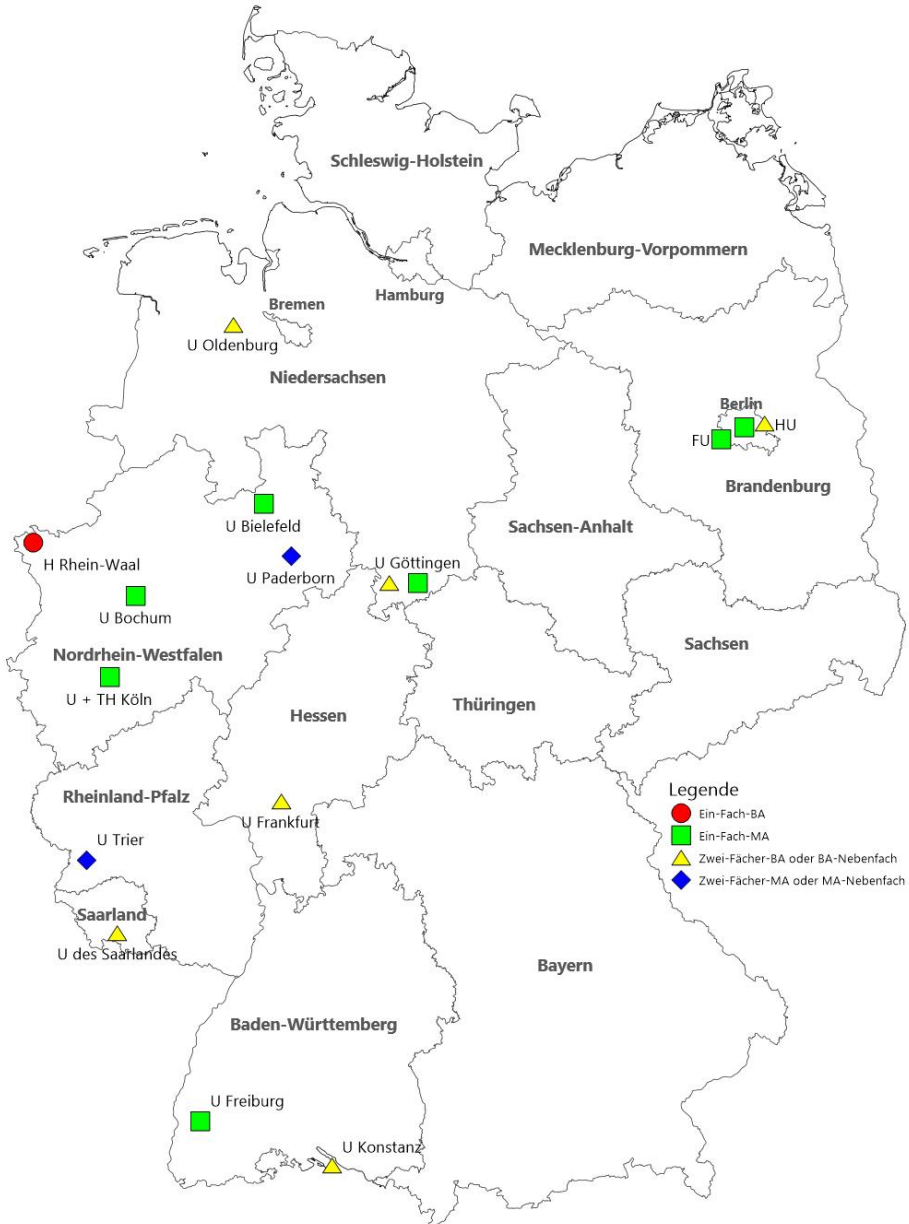 Schleswig-Holstein
Mecklenburg-Vorpommern
Hamburg
Bremen
U Oldenburg
Niedersachsen
Berlin
HU
FU
Brandenburg
U Bielefeld
Sachsen-Anhalt
H Rhein-Waal
U Göttingen
U Paderborn
U Bochum
Sachsen
Nordrhein-Westfalen
U + TH Köln
Thüringen
Hessen
Rheinland-Pfalz
Legende
Ein-Fach-BA
Ein-Fach-MA
Zwei-Fächer-BA oder BA-Nebenfach
Zwei-Fächer-MA oder MA-Nebenfach
U Frankfurt
U Trier
Saarland
U des Saarlandes
Bayern
Baden-Württemberg
U Freiburg
U Konstanz